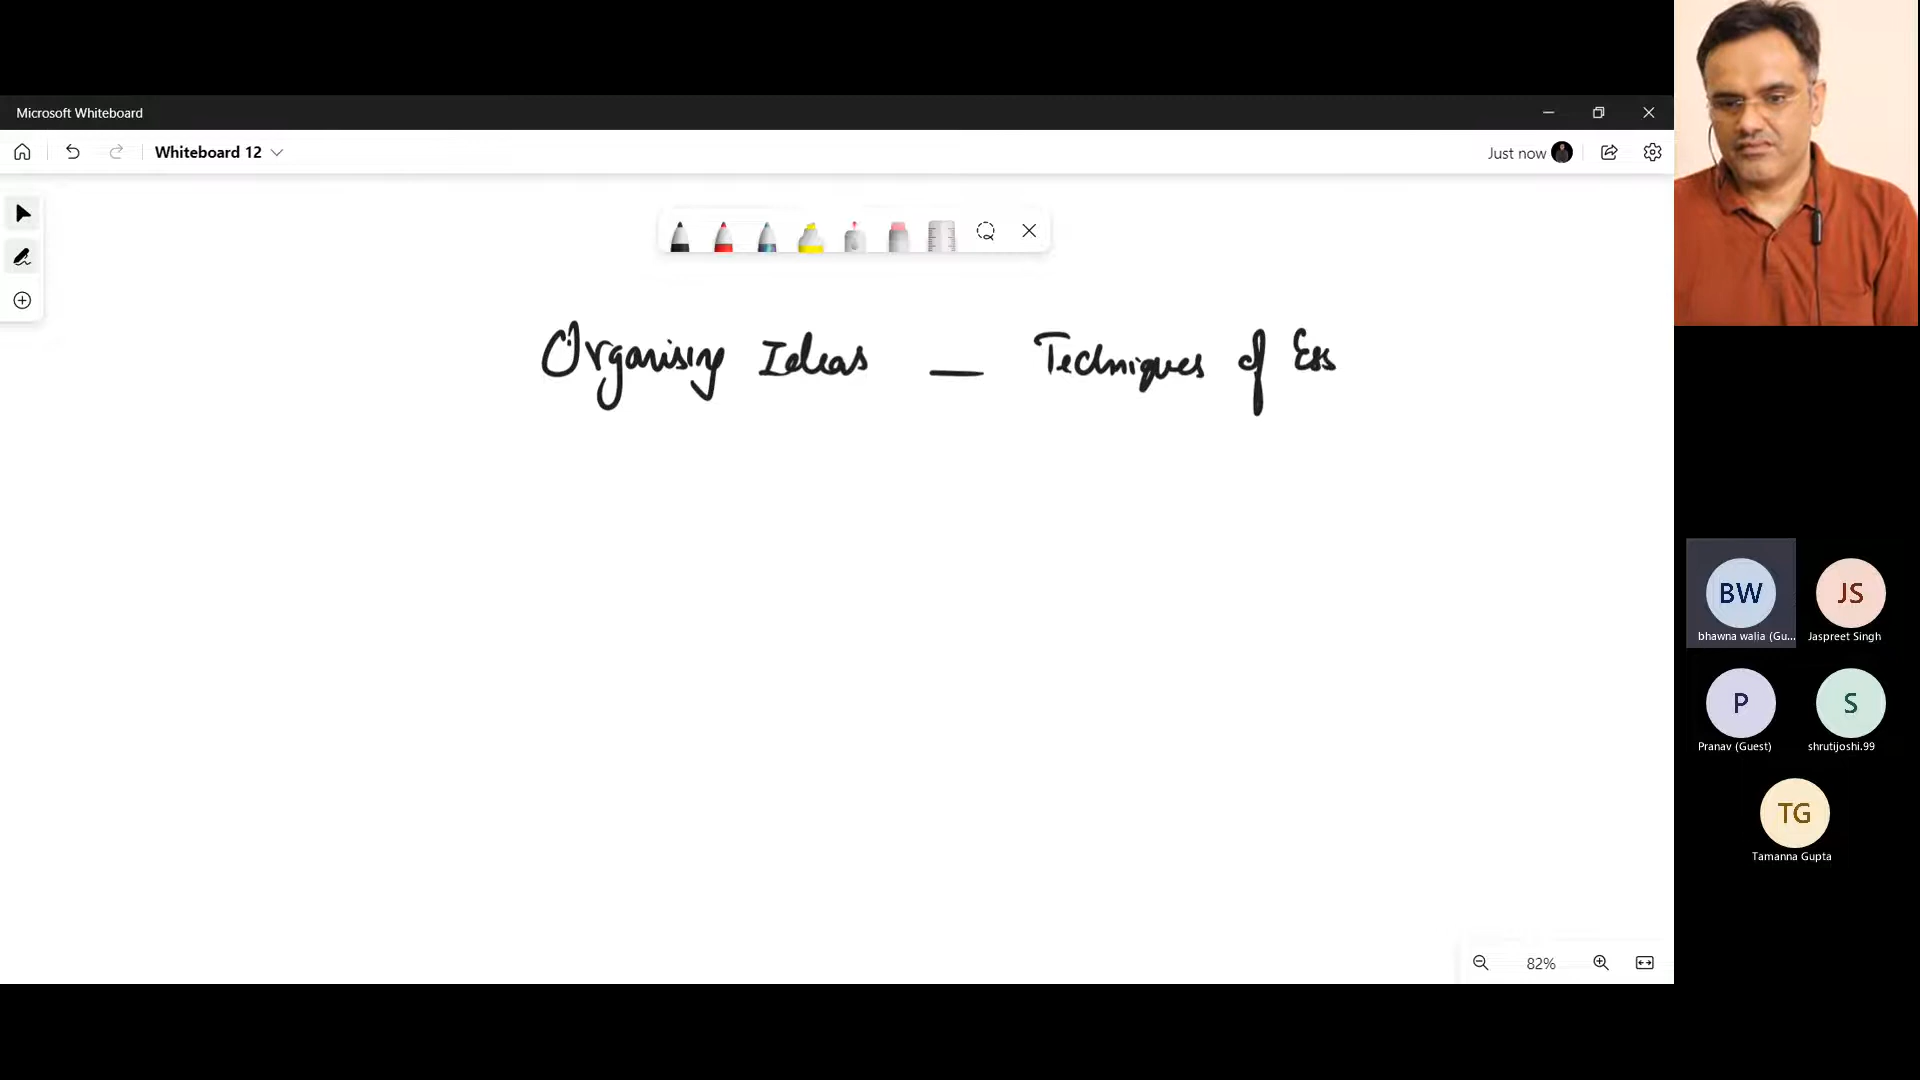 Microsoft Whiteboard
Whiteboard 12
Just now
Organising Ideas — Techniques of Ess
BW
JS
bhawna walia (Gu...
Jaspreet Singh
P
S
Pranav (Guest)
shrutijoshi.99
TG
Tamanna Gupta
82%